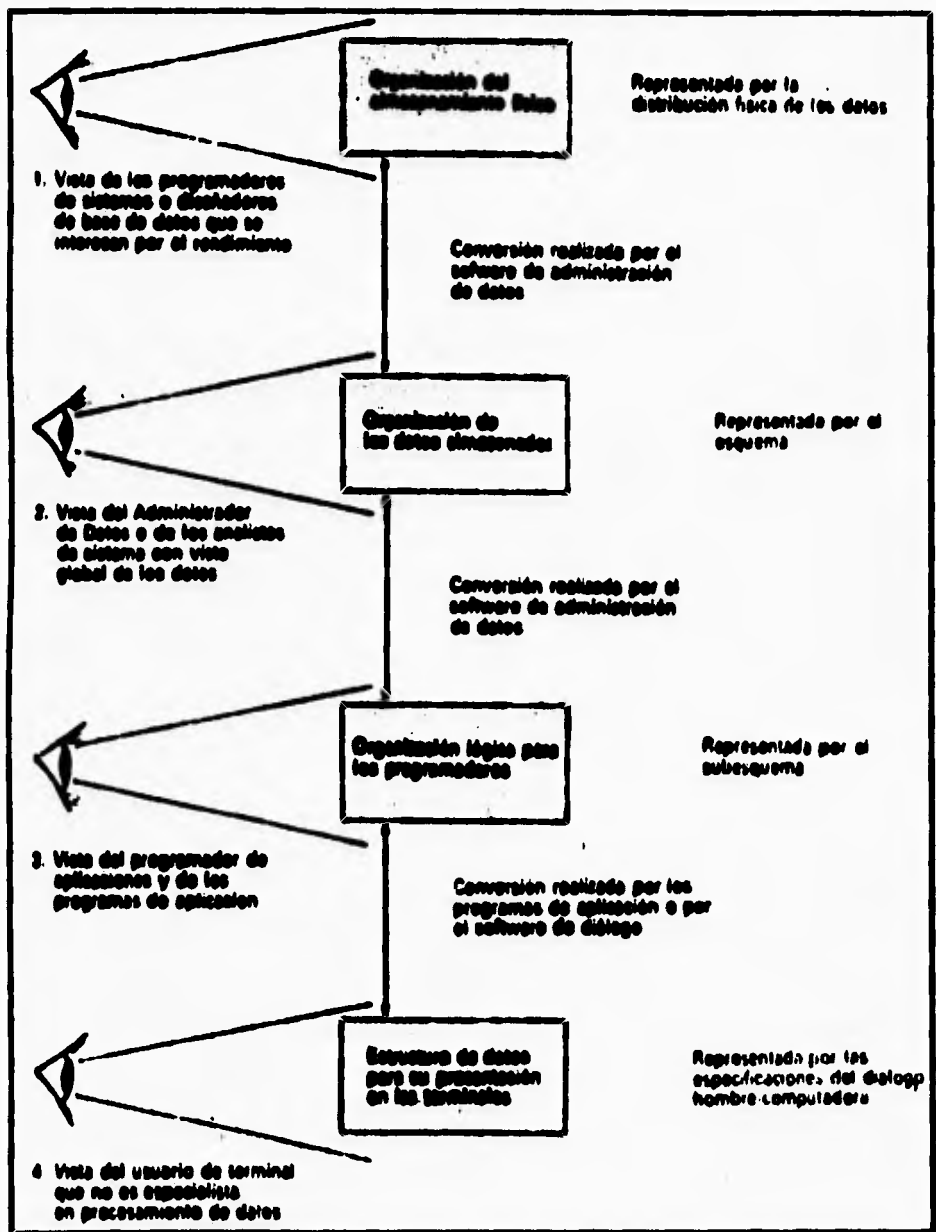 Organización del
almacenamiento físico
Representada por la
distribución física de los datos
1. Vista de los programadores
de sistemas o diseñadores
de base de datos que se
interesan por el rendimiento
Conversión realizada por el
software de administración
de datos
Organización de
los datos almacenados
Representada por el
esquema
2. Vista del Administrador
de Datos o de los analistas
de sistema con vista
global de los datos
Conversión realizada por el
software de administración
de datos
Organización lógica para
los programadores
Representada por el
subesquema
3. Vista del programador de
aplicaciones y de los
programas de aplicacion
Conversión realizada por los
programas de aplicación o por
el software de diálogo
Estructura de datos
para su presentación
en las terminales
Representada por las
especificaciones del dialogp
hombre-computadora
4 Vista del usuario de terminal
que no es especialista
en procesamiento de datos